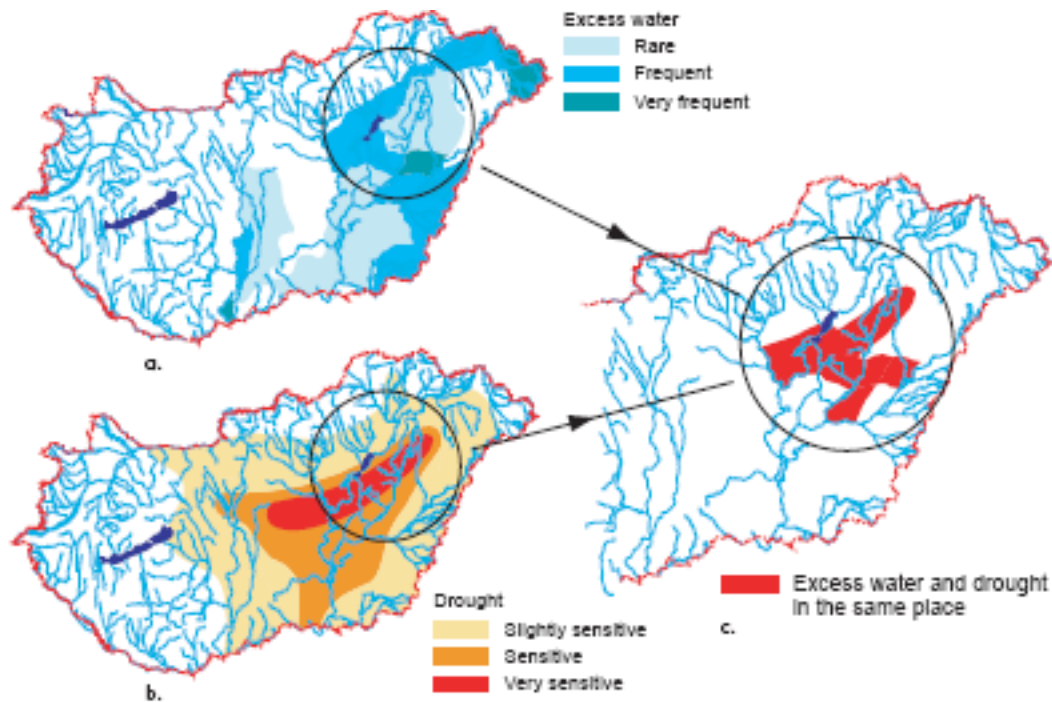 Excess water
Rare
Frequent
Very frequent
a.
Drought
Slightly sensitive
Sensitive
Very sensitive
b.
Excess water and drought
in the same place
c.